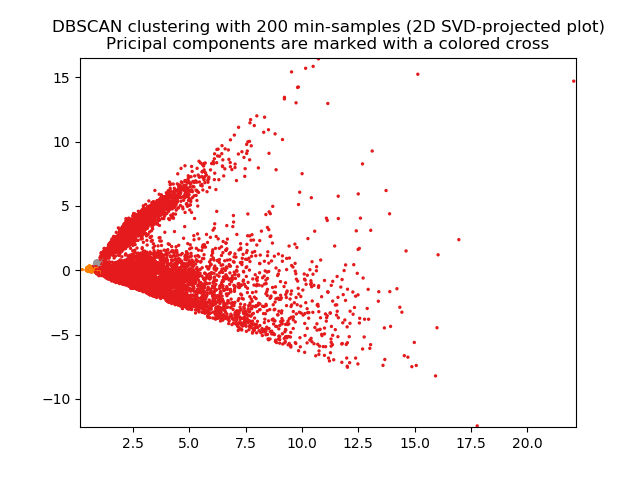 DBSCAN clustering with 200 min-samples (2D SVD-projected plot)
Pricipal components are marked with a colored cross
15
10
5
0
−5
−10
2.5 5.0 7.5 10.0 12.5 15.0 17.5 20.0